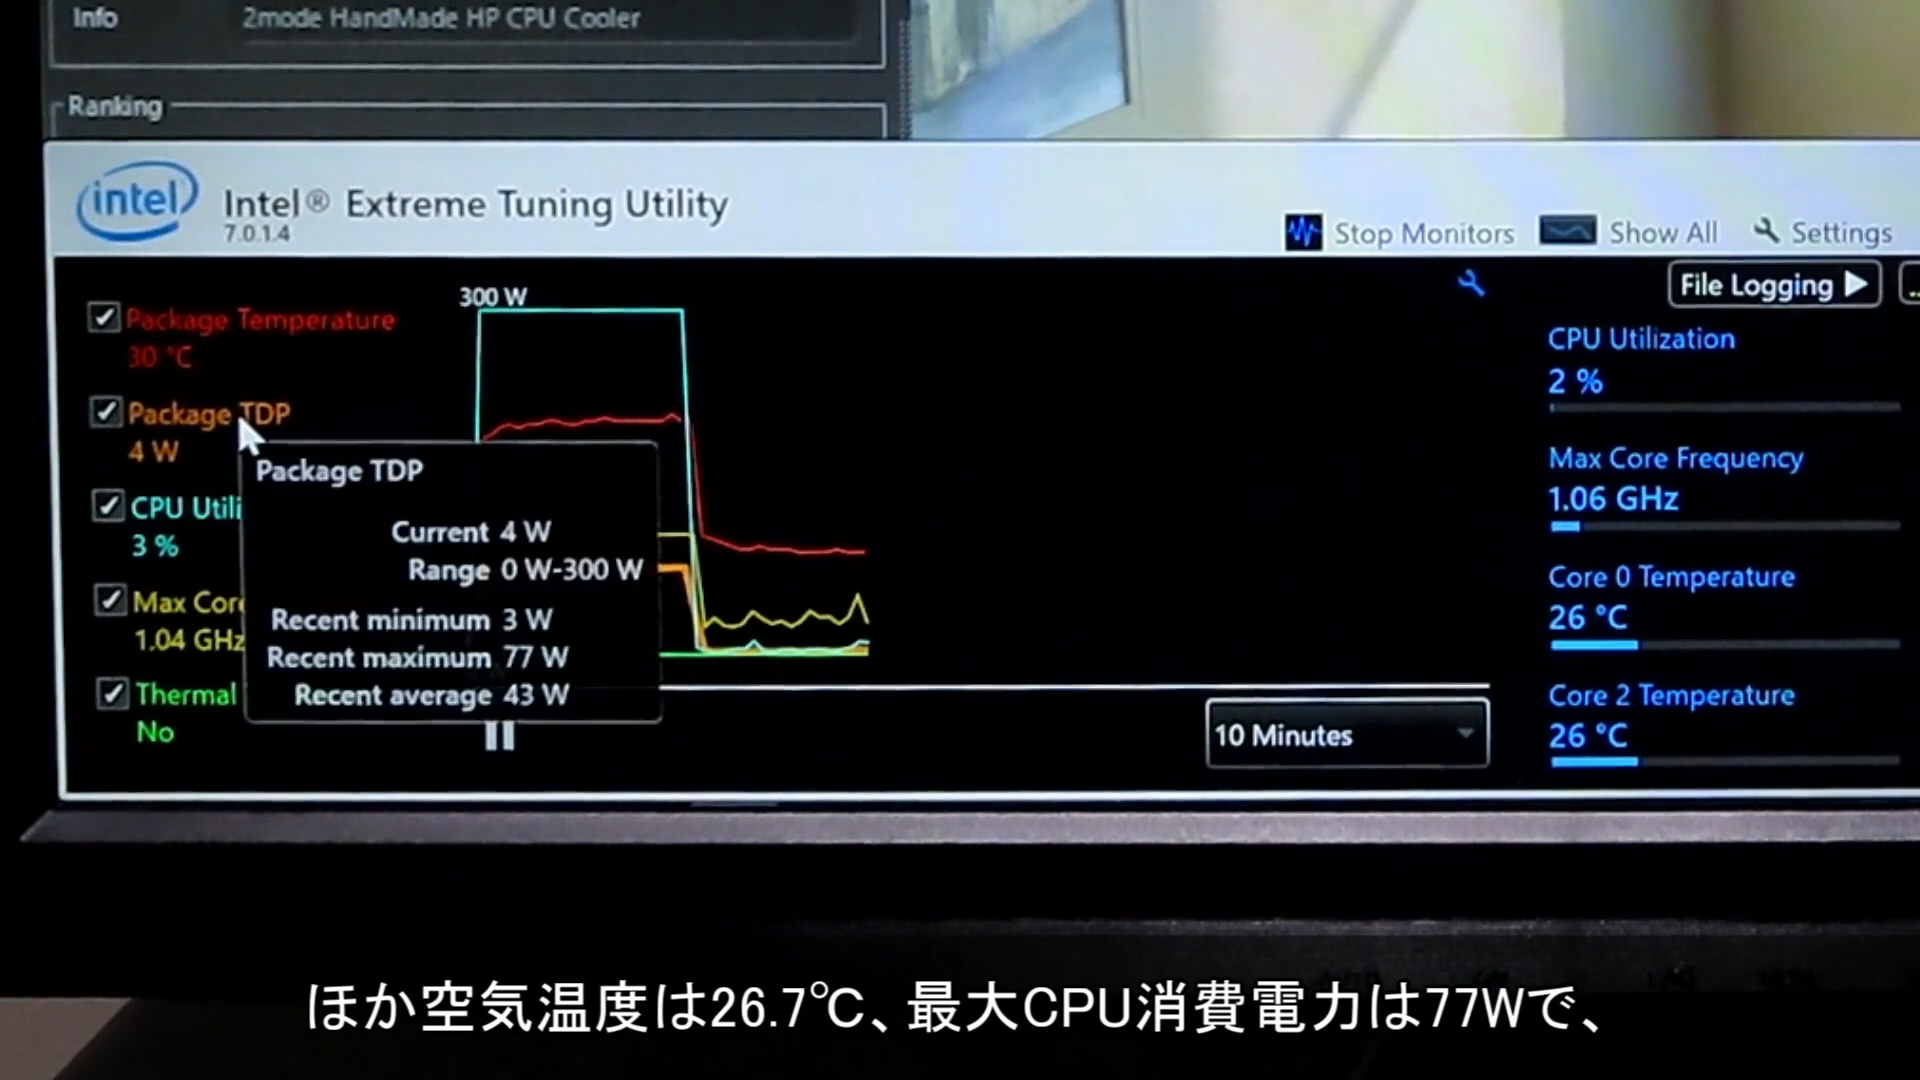 Info 2mode HandMade HP CPU Cooler
Ranking
intel
Intel® Extreme Tuning Utility
7.0.1.4
Stop Monitors
Show All
Settings
File Logging
300 W
Package Temperature
30 °C
Package TDP
4 W
CPU Utili
3 %
Max Cor
1.04 GHz
Thermal
No
Package TDP
Current 4 W
Range 0 W-300 W
Recent minimum 3 W
Recent maximum 77 W
Recent average 43 W
10 Minutes
CPU Utilization
2 %
Max Core Frequency
1.06 GHz
Core 0 Temperature
26 °C
Core 2 Temperature
26 °C
ほか空気温度は26.7℃、最大CPU消費電力は77Wで、